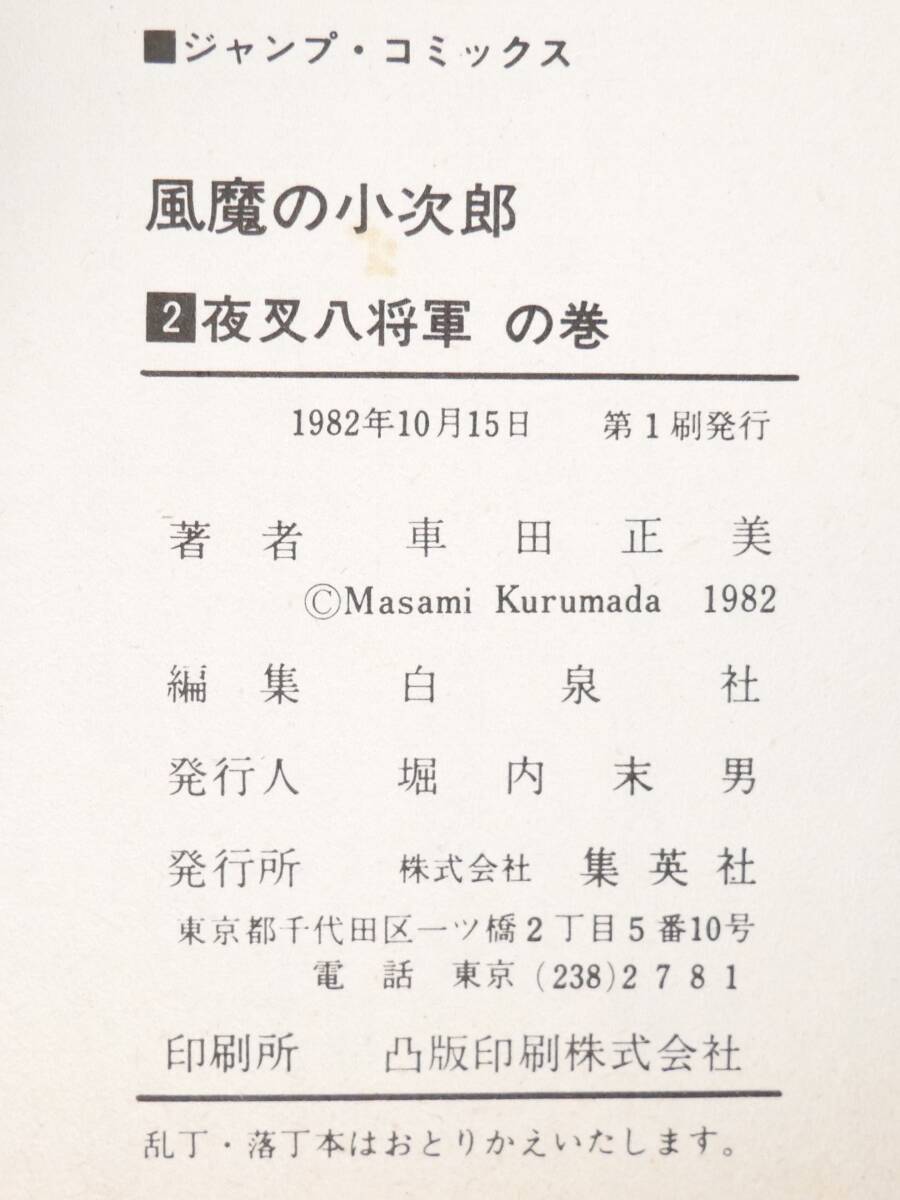 ■ジャンプ・コミックス
風魔の小次郎
2 夜叉八将軍 の巻
1982年10月15日 第1刷発行
著者 車田正美
©Masami Kurumada 1982
編集 白泉社
発行人 堀内末男
発行所 株式会社 集英社
東京都千代田区一ツ橋2丁目5番10号
電話 東京 (238)2781
印刷所 凸版印刷株式会社
乱丁・落丁本はおとりかえいたします。